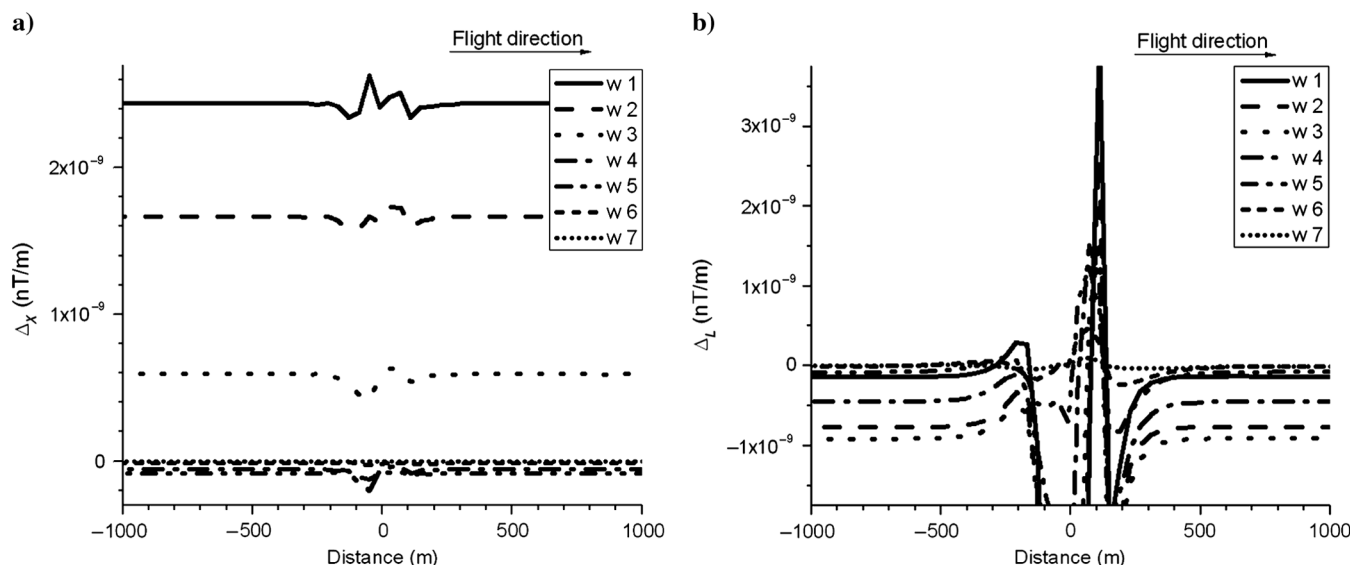 a)
Flight direction
w 1
w 2
w 3
w 4
w 5
w 6
w 7
2x10⁻⁹
1x10⁻⁹
0
Δχ (nT/m)
−1000
−500
0
500
1000
Distance (m)
b)
Flight direction
w 1
w 2
w 3
w 4
w 5
w 6
w 7
3x10⁻⁹
2x10⁻⁹
1x10⁻⁹
0
−1x10⁻⁹
Δ_L (nT/m)
−1000
−500
0
200
500
1000
Distance (m)